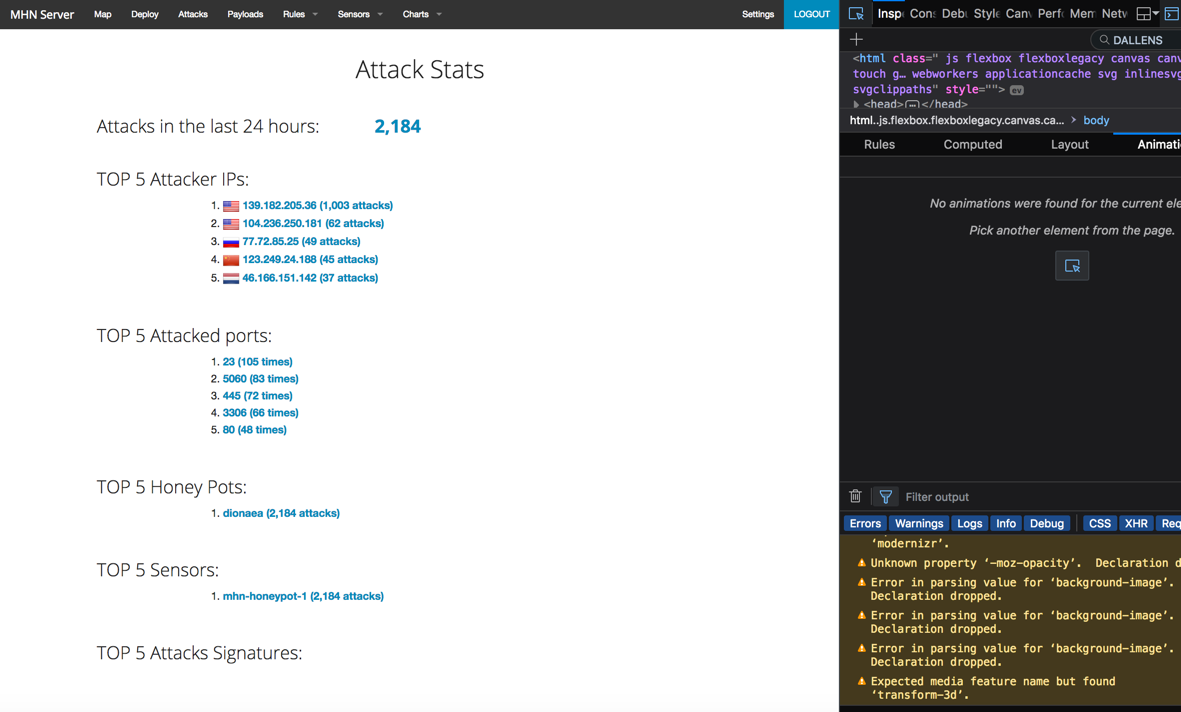 MHN Server Map Deploy Attacks Payloads Rules Sensors Charts Settings LOGOUT
Attack Stats
Attacks in the last 24 hours: 2,184
TOP 5 Attacker IPs:
1. 139.182.205.36 (1,003 attacks)
2. 104.236.250.181 (62 attacks)
3. 77.72.85.25 (49 attacks)
4. 123.249.24.188 (45 attacks)
5. 46.166.151.142 (37 attacks)
TOP 5 Attacked ports:
1. 23 (105 times)
2. 5060 (83 times)
3. 445 (72 times)
4. 3306 (66 times)
5. 80 (48 times)
TOP 5 Honey Pots:
1. dionaea (2,184 attacks)
TOP 5 Sensors:
1. mhn-honeypot-1 (2,184 attacks)
TOP 5 Attacks Signatures:
Insp Con Deb Style Can Perf Mem Netw
DALLENS
<html class=" js flexbox flexboxlegacy canvas canv
touch g… webworkers applicationcache svg inlinesvg
svgclippaths" style=""> ev
<head>…</head>
html..js.flexbox.flexboxlegacy.canvas.ca... > body
Rules Computed Layout Animati
No animations were found for the current ele
Pick another element from the page.
Filter output
Errors Warnings Logs Info Debug CSS XHR Req
‘modernizr’.
Unknown property ‘-moz-opacity’. Declaration d
Error in parsing value for ‘background-image’.
Declaration dropped.
Error in parsing value for ‘background-image’.
Declaration dropped.
Error in parsing value for ‘background-image’.
Declaration dropped.
Expected media feature name but found
‘transform-3d’.